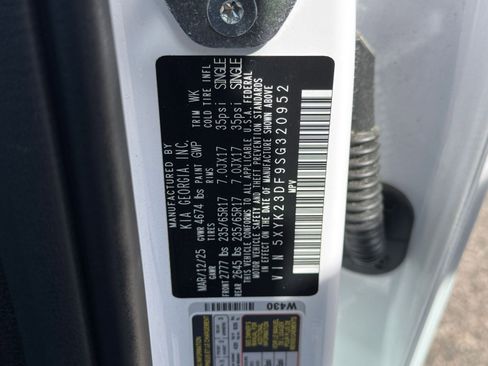 MANUFACTURED BY
KIA GEORGIA, INC.
MAR/12/25 GVWR 4674 lbs PAINT GWP TRIM WK
GAWR RIMS COLD TIRE INFL
FRONT 2777 lbs 235/65R17 7.0JX17 35psi SINGLE
REAR 2645 lbs 235/65R17 7.0JX17 35psi SINGLE
THIS VEHICLE CONFORMS TO ALL APPLICABLE U.S.A. FEDERAL
MOTOR VEHICLE SAFETY AND THEFT PREVENTION STANDARDS
IN EFFECT ON THE DATE OF MANUFACTURE SHOWN ABOVE
VIN 5XYK23DF9SG320952
MPV
W430